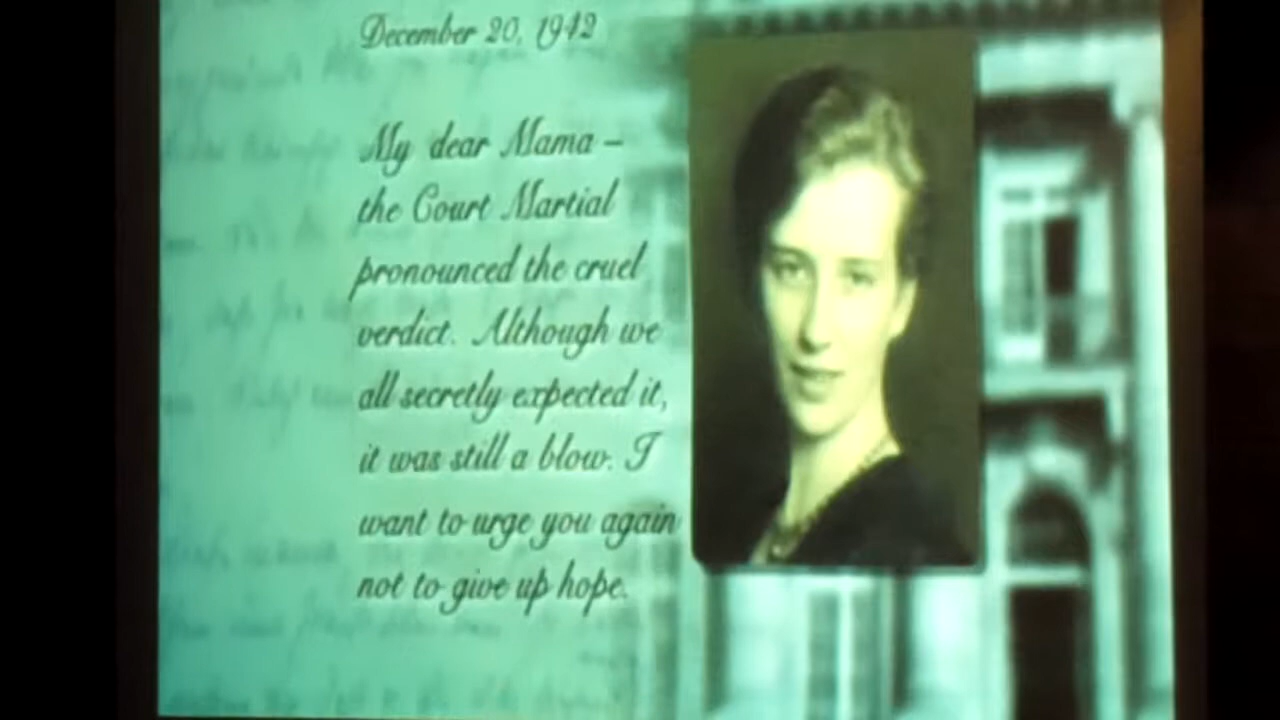 December 20, 1942
My dear Mama –
the Court Martial
pronounced the cruel
verdict. Although we
all secretly expected it,
it was still a blow. I
want to urge you again
not to give up hope.